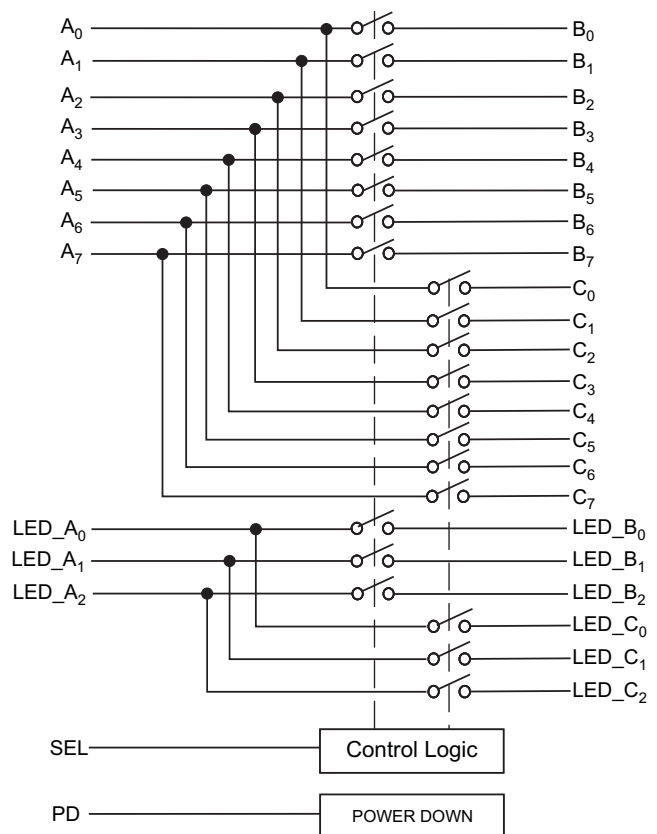 A0 B0
A1 B1
A2 B2
A3 B3
A4 B4
A5 B5
A6 B6
A7 B7
C0
C1
C2
C3
C4
C5
C6
C7
LED_A0 LED_B0
LED_A1 LED_B1
LED_A2 LED_B2
LED_C0
LED_C1
LED_C2
SEL Control Logic
PD POWER DOWN